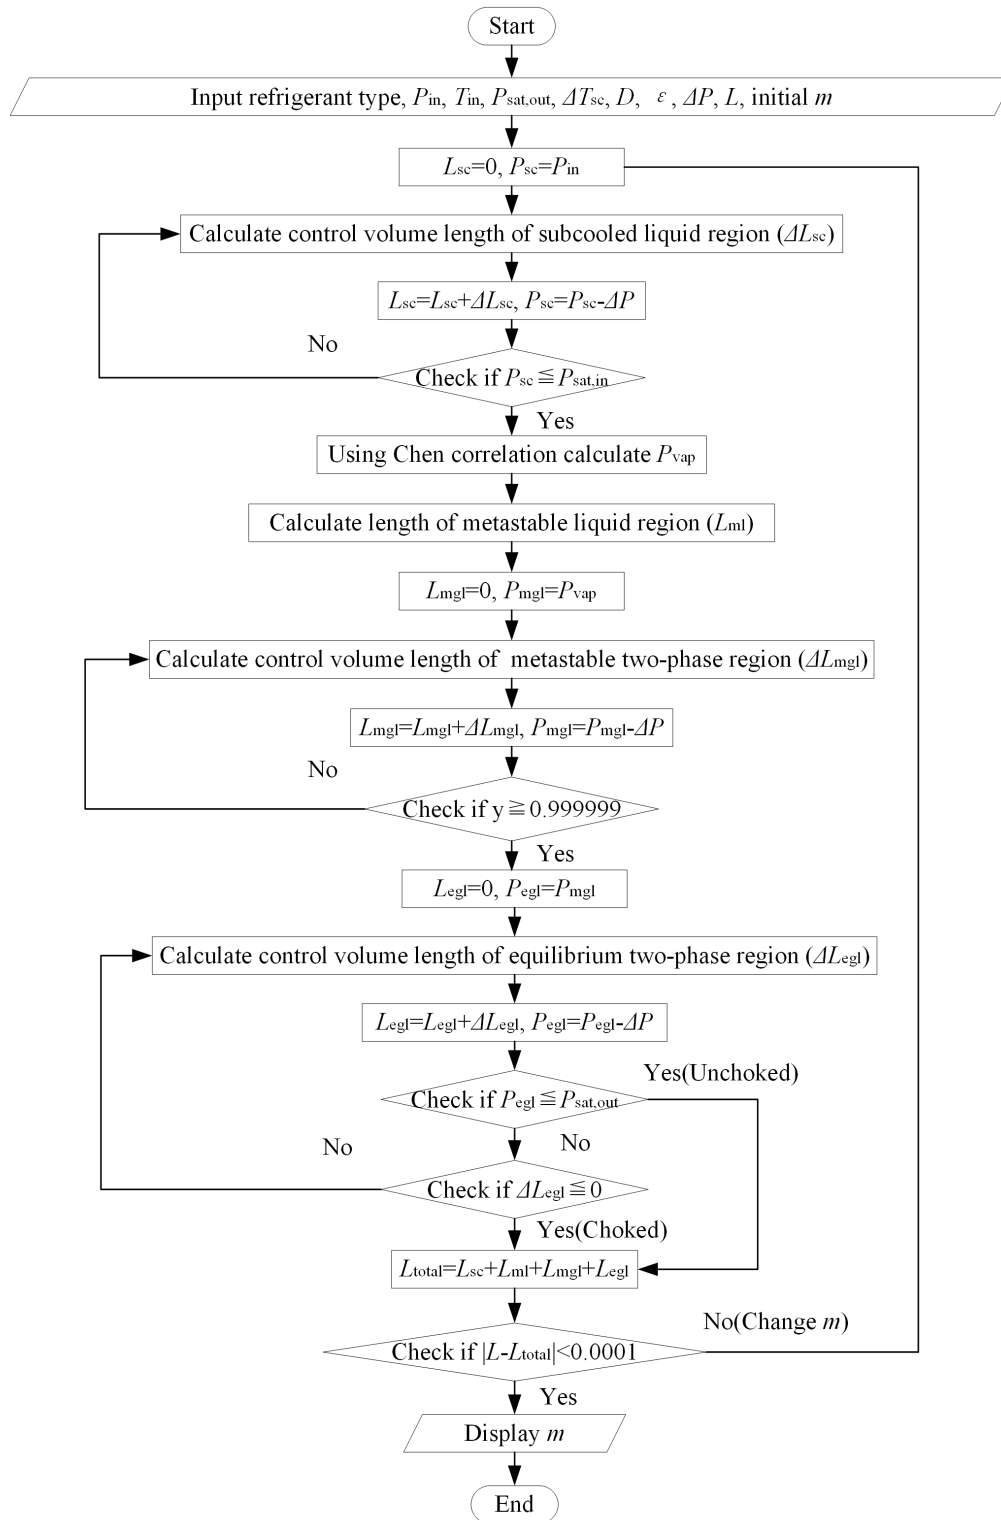 Start
Input refrigerant type, Pin, Tin, Psat,out, ΔTsc, D, ε, ΔP, L, initial m
Lsc=0, Psc=Pin
Calculate control volume length of subcooled liquid region (ΔLsc)
Lsc=Lsc+ΔLsc, Psc=Psc-ΔP
No
Check if Psc≦Psat,in
Yes
Using Chen correlation calculate Pvap
Calculate length of metastable liquid region (Lml)
Lmgl=0, Pmgl=Pvap
Calculate control volume length of metastable two-phase region (ΔLmgl)
Lmgl=Lmgl+ΔLmgl, Pmgl=Pmgl-ΔP
No
Check if y≧0.999999
Yes
Legl=0, Pegl=Pmgl
Calculate control volume length of equilibrium two-phase region (ΔLegl)
Legl=Legl+ΔLegl, Pegl=Pegl-ΔP
Yes(Unchoked)
Check if Pegl≦Psat,out
No
No
Check if ΔLegl≦0
Yes(Choked)
Ltotal=Lsc+Lml+Lmgl+Legl
No(Change m)
Check if |L-Ltotal|<0.0001
Yes
Display m
End